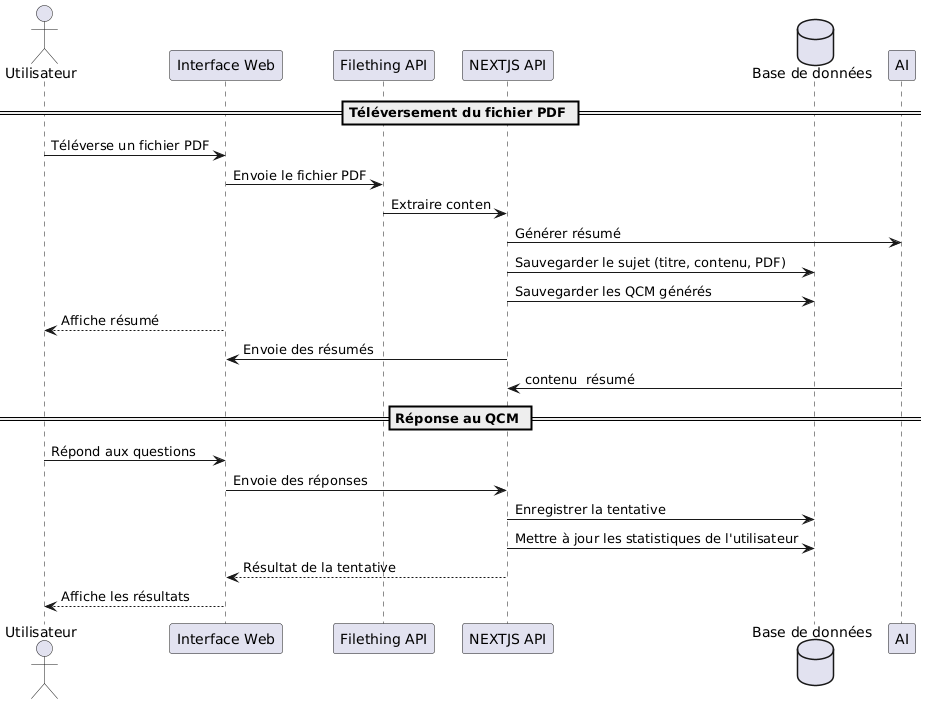 Utilisateur
Interface Web
Filething API
NEXTJS API
Base de données
AI
Téléversement du fichier PDF
Téléverse un fichier PDF
Envoie le fichier PDF
Extraire conten
Générer résumé
Sauvegarder le sujet (titre, contenu, PDF)
Sauvegarder les QCM générés
Affiche résumé
Envoie des résumés
contenu  résumé
Réponse au QCM
Répond aux questions
Envoie des réponses
Enregistrer la tentative
Mettre à jour les statistiques de l'utilisateur
Résultat de la tentative
Affiche les résultats
Utilisateur
Interface Web
Filething API
NEXTJS API
Base de données
AI